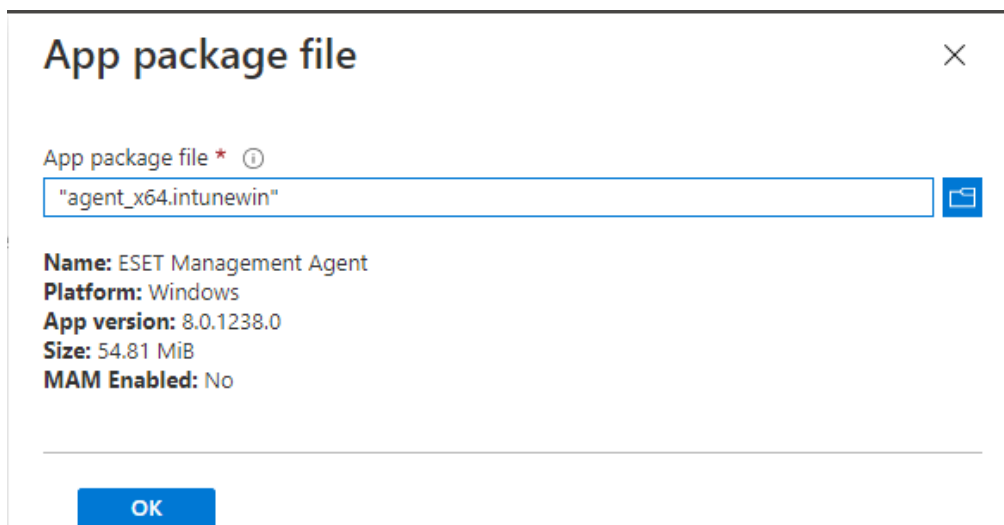 App package file
App package file *
"agent_x64.intunewin"
Name: ESET Management Agent
Platform: Windows
App version: 8.0.1238.0
Size: 54.81 MiB
MAM Enabled: No
OK